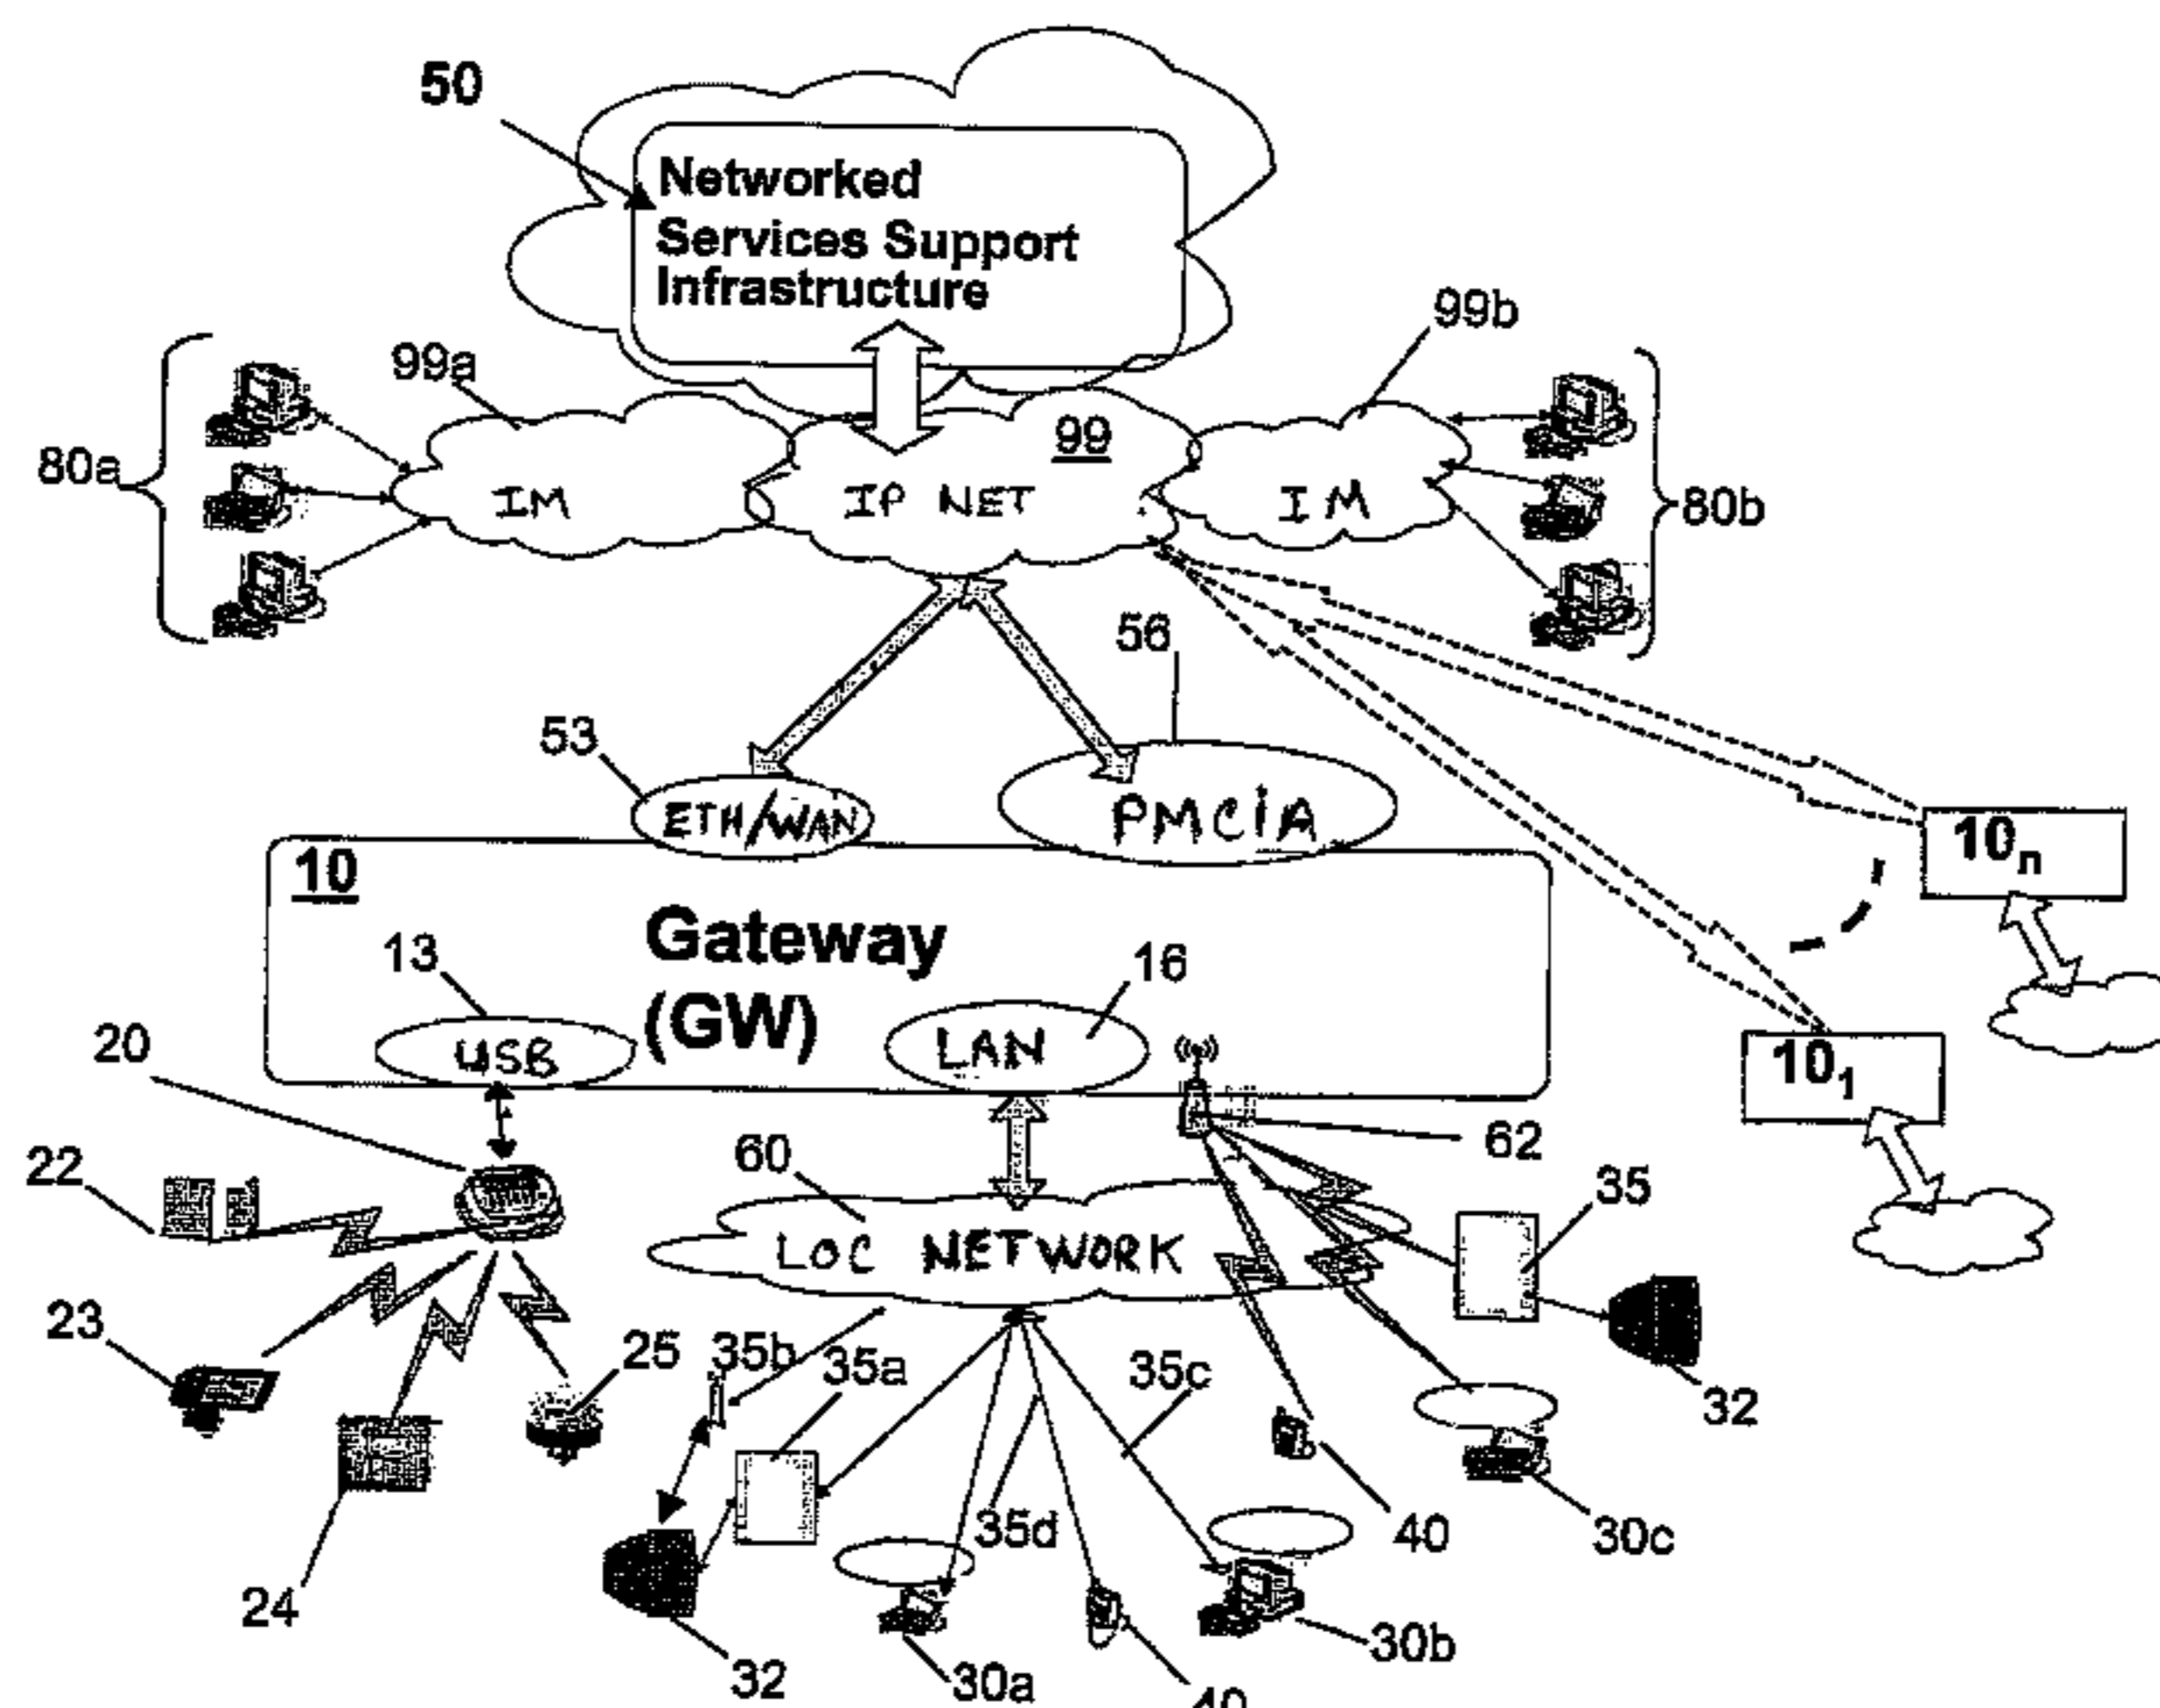 50
Networked
Services Support
Infrastructure
99b
99a
99
80a
IM
IP NET
IM
80b
56
53
ETH/WAN
PMCIA
10
10n
Gateway
13
16
(GW)
USB
LAN
20
101
62
22
60
35
LOC NETWORK
23
25
35b
35a
35c
32
24
35d
40
30c
32
30a
30b
40